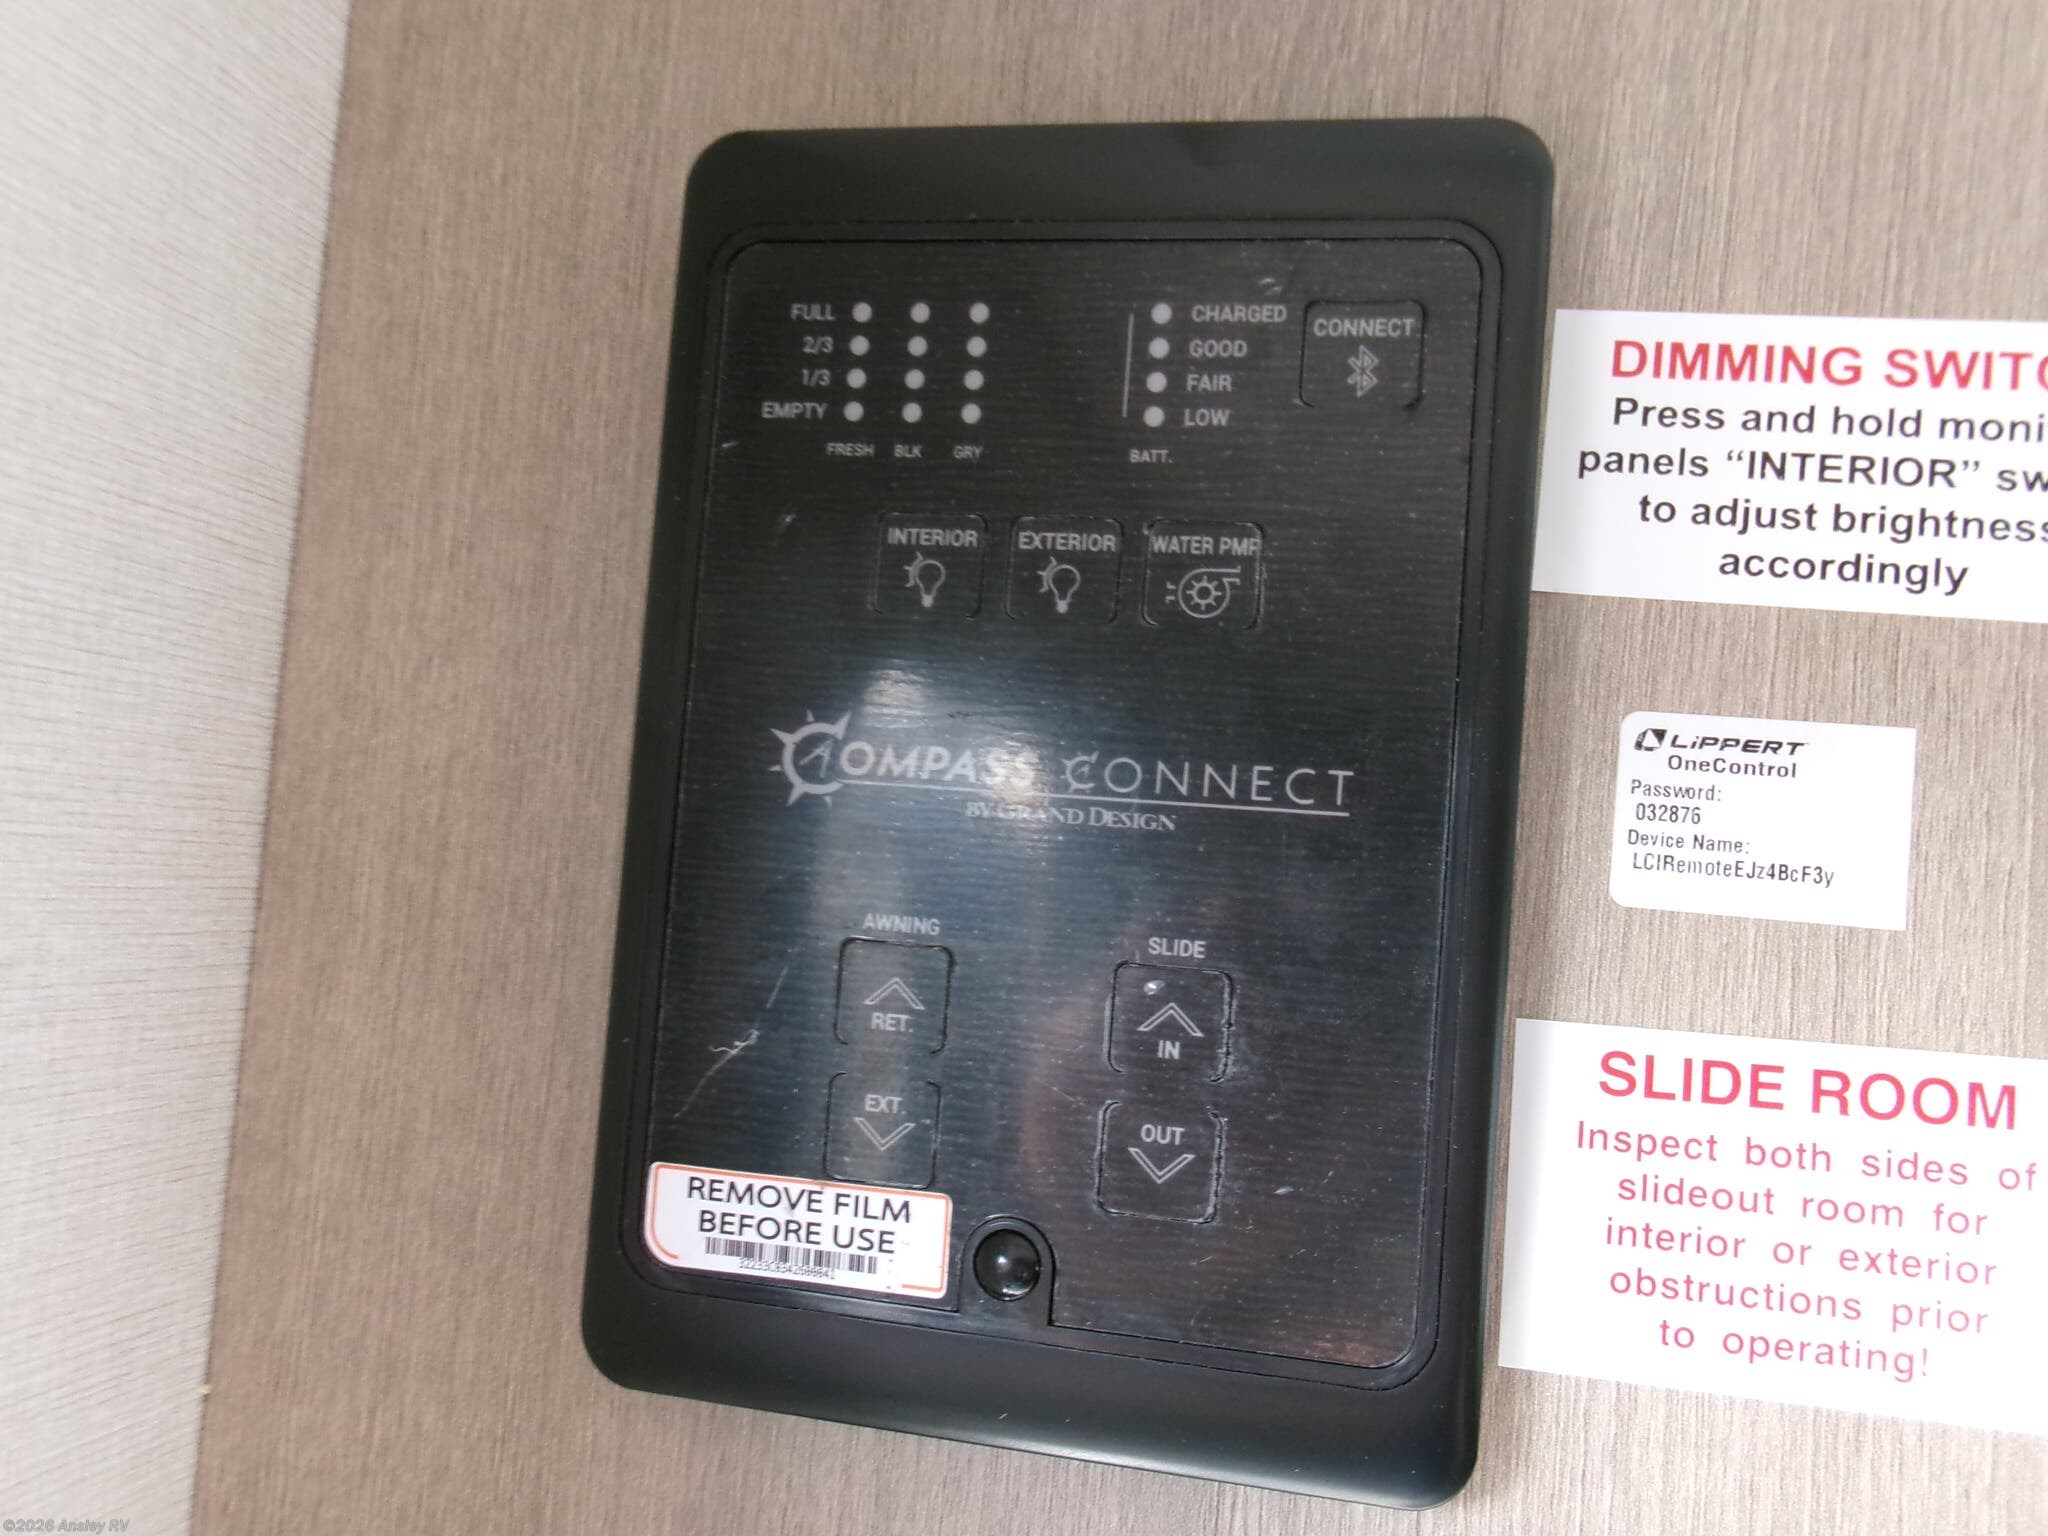 FULL
2/3
1/3
EMPTY
FRESH BLK GRY
CHARGED
GOOD
FAIR
LOW
BATT.
CONNECT
INTERIOR EXTERIOR WATER PMP
COMPASS CONNECT
BY GRAND DESIGN
AWNING
RET.
EXT.
SLIDE
IN
OUT
REMOVE FILM
BEFORE USE
DIMMING
Press and hold
panels "INTERIOR"
to adjust brightness
accordingly
LIPPERT
OneControl
Password:
032876
Device Name:
LCIRemoteEJz4BcF3y
SLIDE ROOM
Inspect both sides of
slideout room for
interior or exterior
obstructions prior
to operating!
©2026 Ansley RV